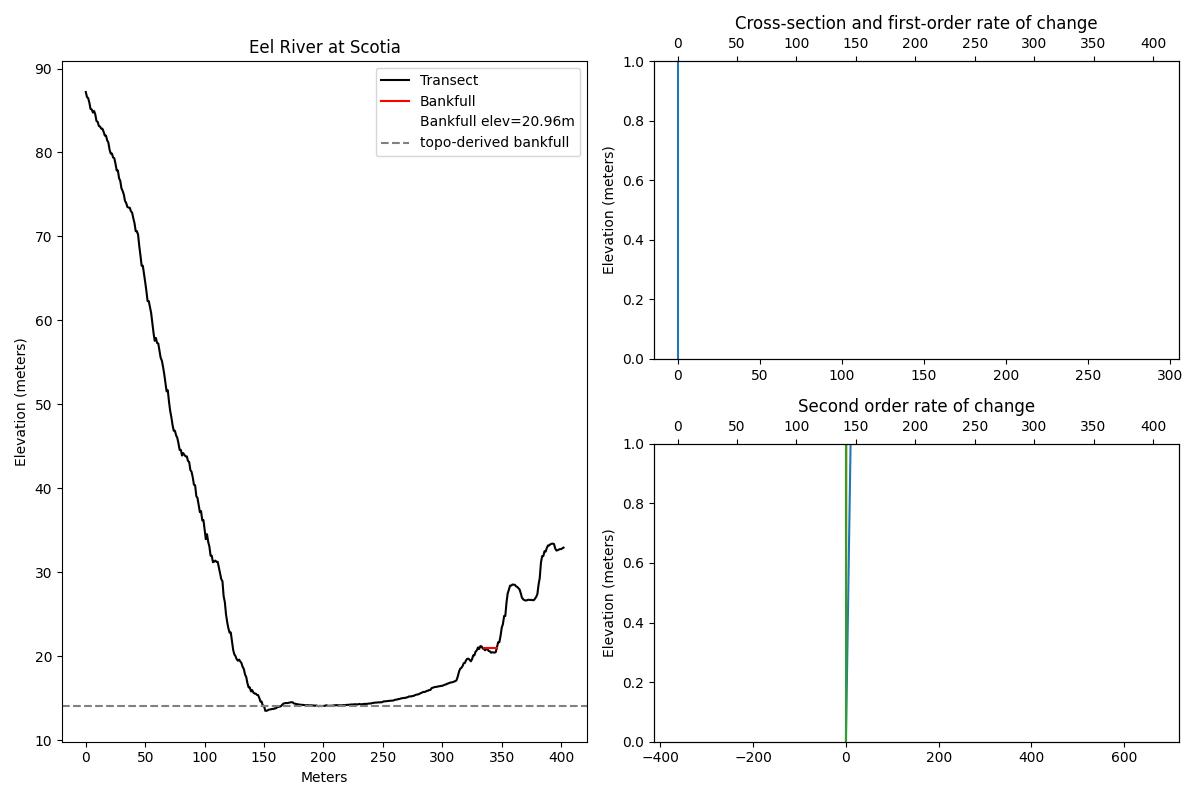 Eel River at Scotia
90
80
70
60
50
40
30
20
10
Elevation (meters)
0 50 100 150 200 250 300 350 400
Meters
Transect
Bankfull
Bankfull elev=20.96m
topo-derived bankfull
Cross-section and first-order rate of change
0 50 100 150 200 250 300 350 400
1.0
0.8
0.6
0.4
0.2
0.0
Elevation (meters)
0 50 100 150 200 250 300
Second order rate of change
0 50 100 150 200 250 300 350 400
1.0
0.8
0.6
0.4
0.2
0.0
Elevation (meters)
−400 −200 0 200 400 600